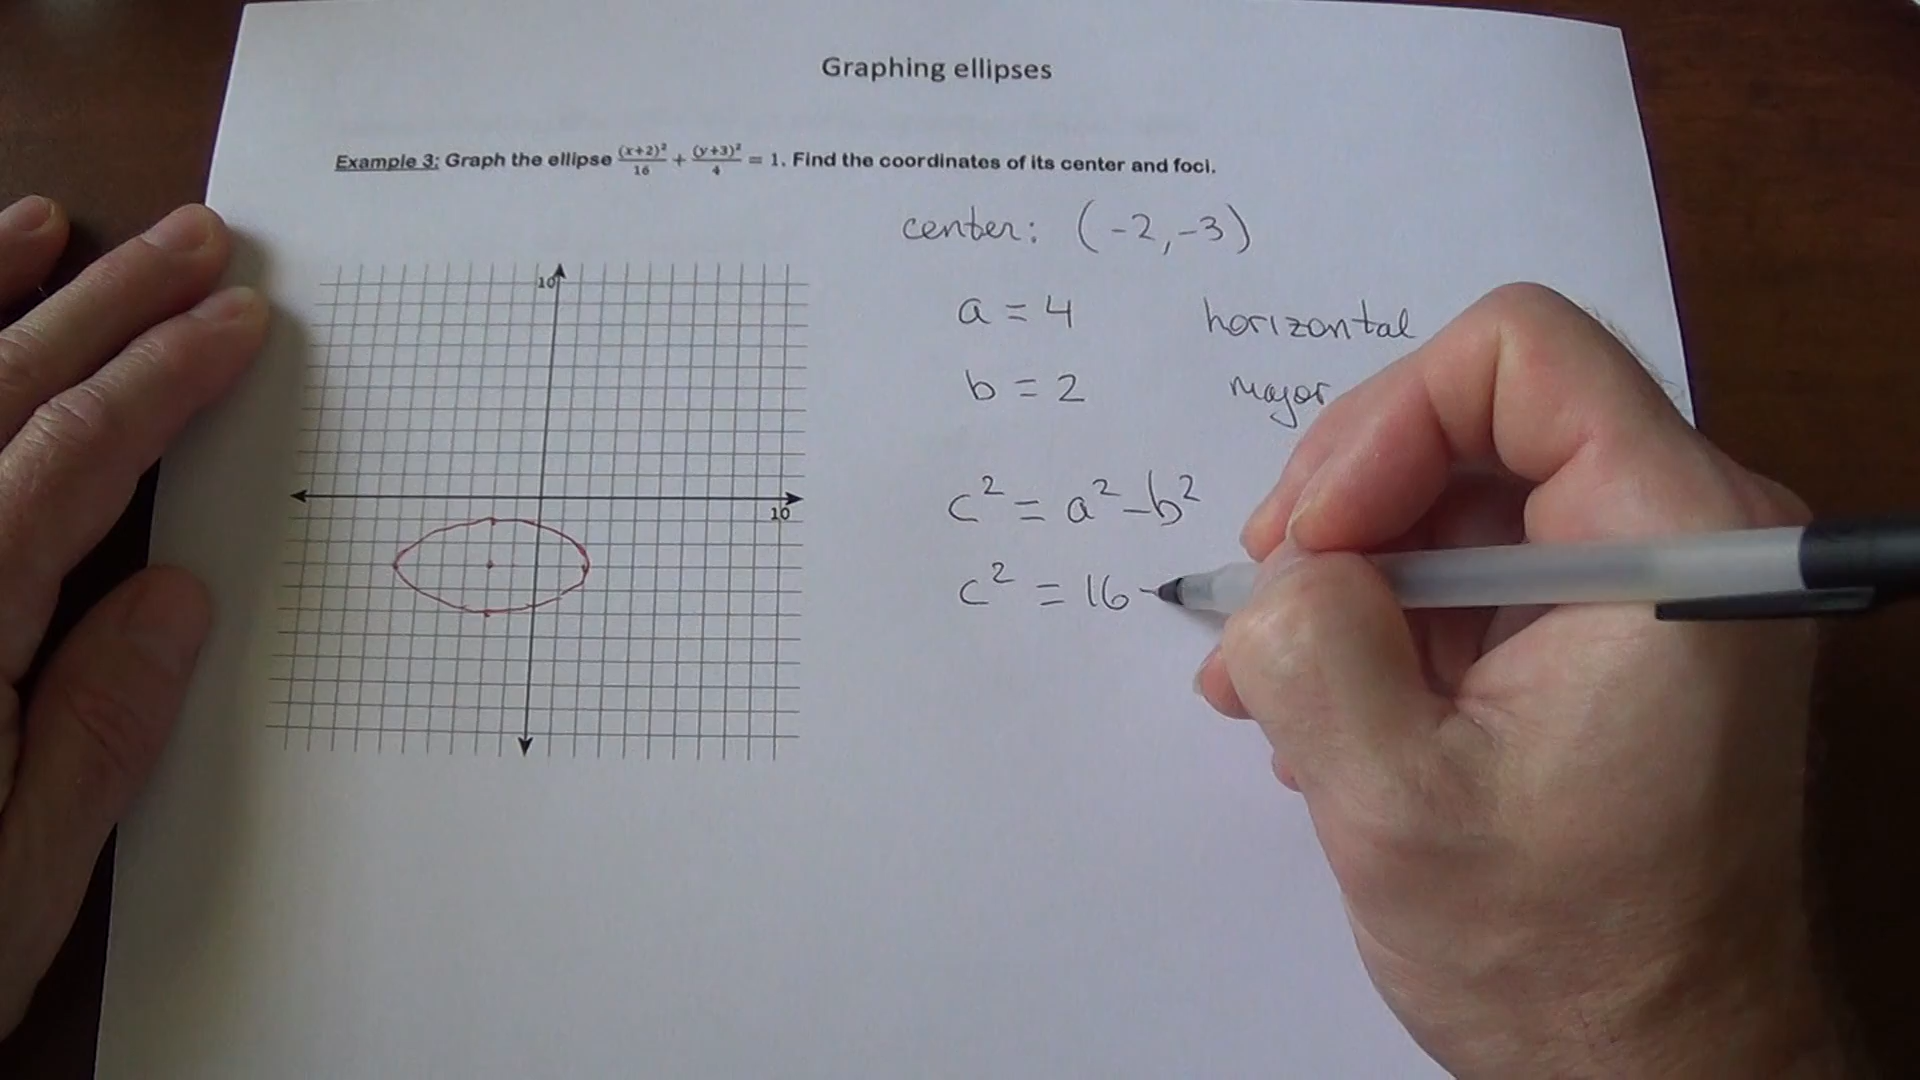 Graphing ellipses
Example 3: Graph the ellipse (x+2)²/16 + (y+3)²/4 = 1. Find the coordinates of its center and foci.
center: (-2,-3)
10
a = 4 horizontal
b = 2 major
c² = a² - b²
10
c² = 16 -